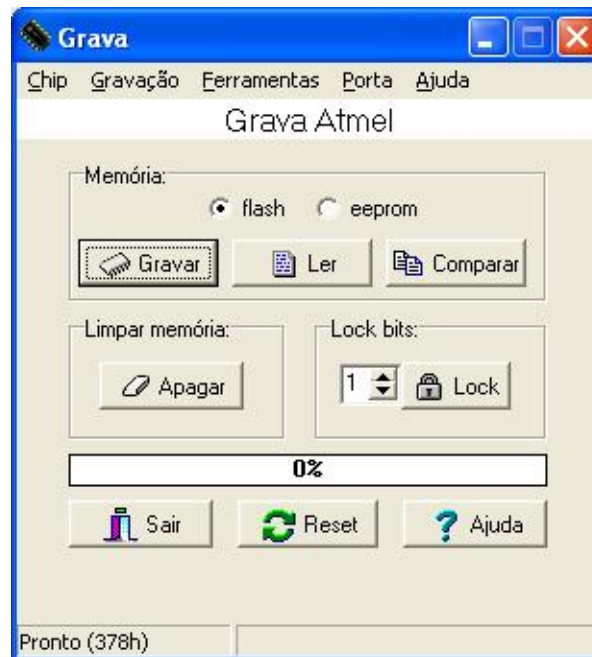 Grava
Chip Gravação Ferramentas Porta Ajuda
Grava Atmel
Memória:
flash eeprom
Gravar Ler Comparar
Limpar memória: Lock bits:
Apagar 1 Lock
0%
Sair Reset Ajuda
Pronto (378h)